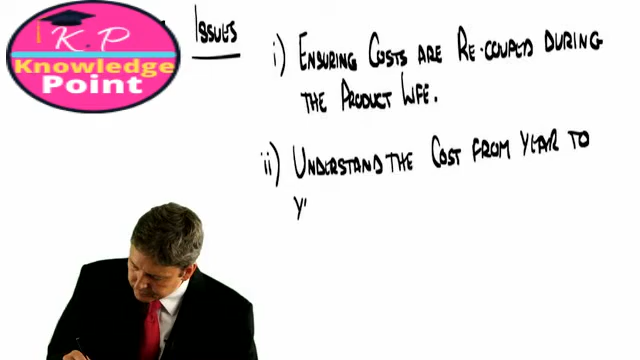 K.P
Knowledge
Point
ISSUES
i) ENSURING COSTS ARE RE-COUPED DURING
THE PRODUCT LIFE.
ii) UNDERSTAND THE COST FROM YEAR TO
Y